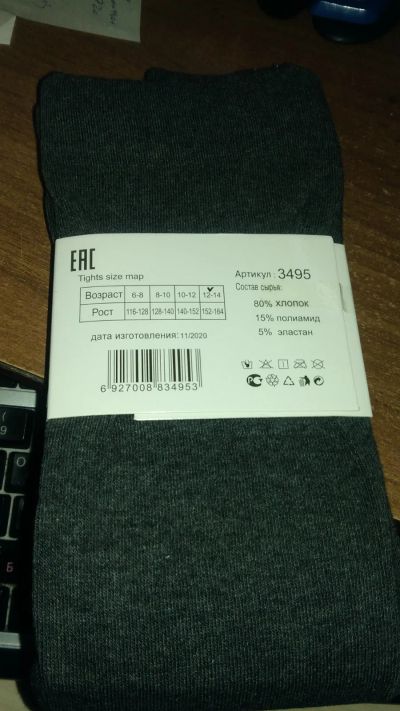 EAC
Tights size map
Артикул : 3495
Состав сырья:
Возраст 6-8 8-10 10-12 12-14
Рост 116-128 128-140 140-152 152-164
80% хлопок
15% полиамид
5% эластан
дата изготовления: 11/2020
6 927008 834953